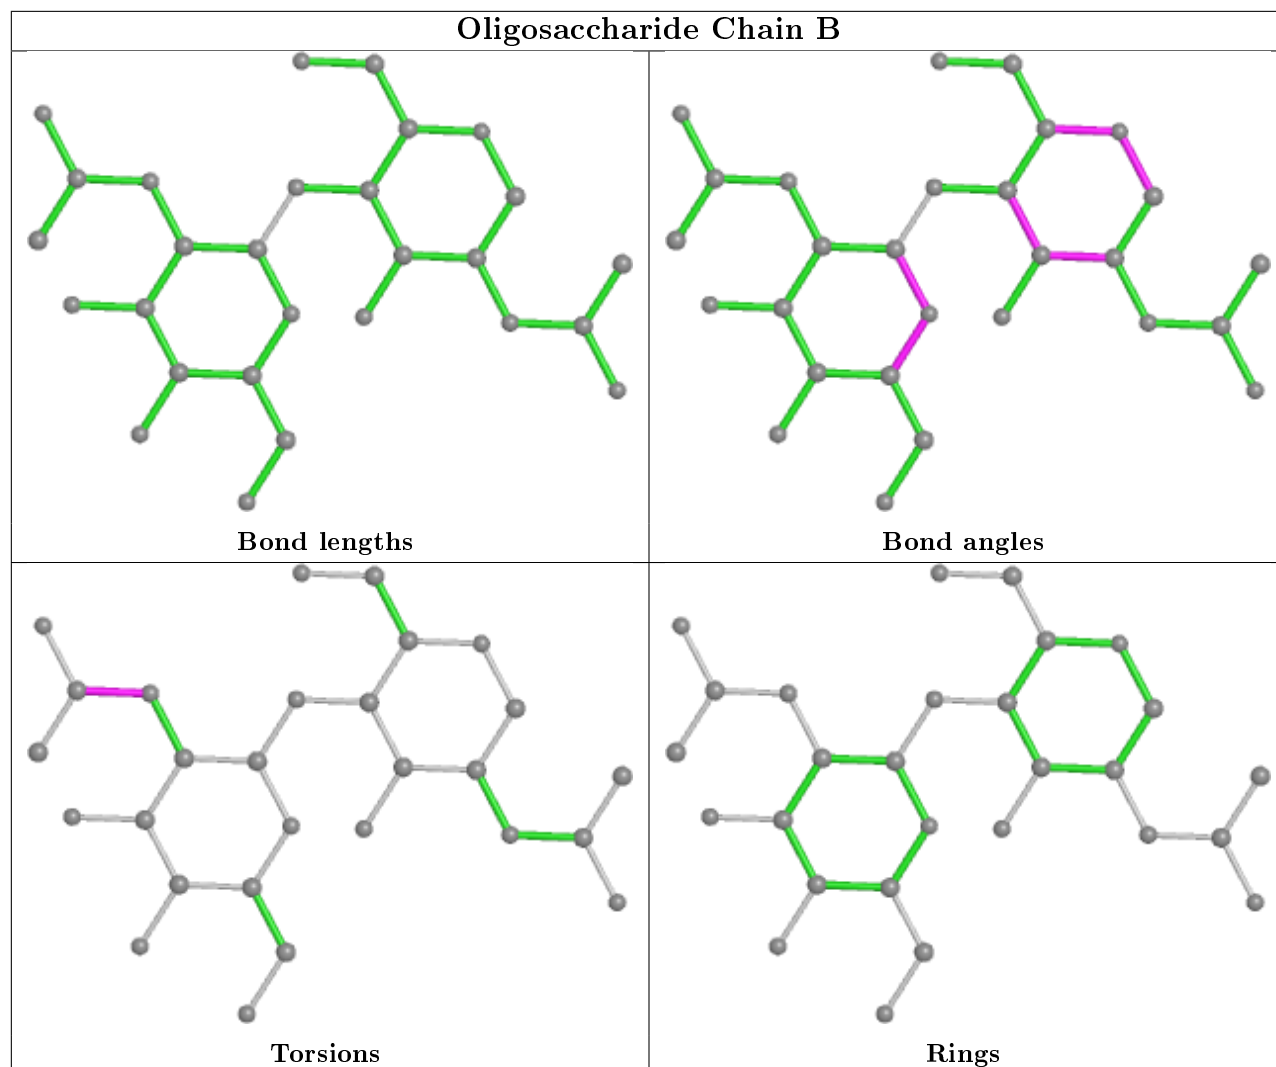 Oligosaccharide Chain B
Bond lengths
Bond angles
Torsions
Rings